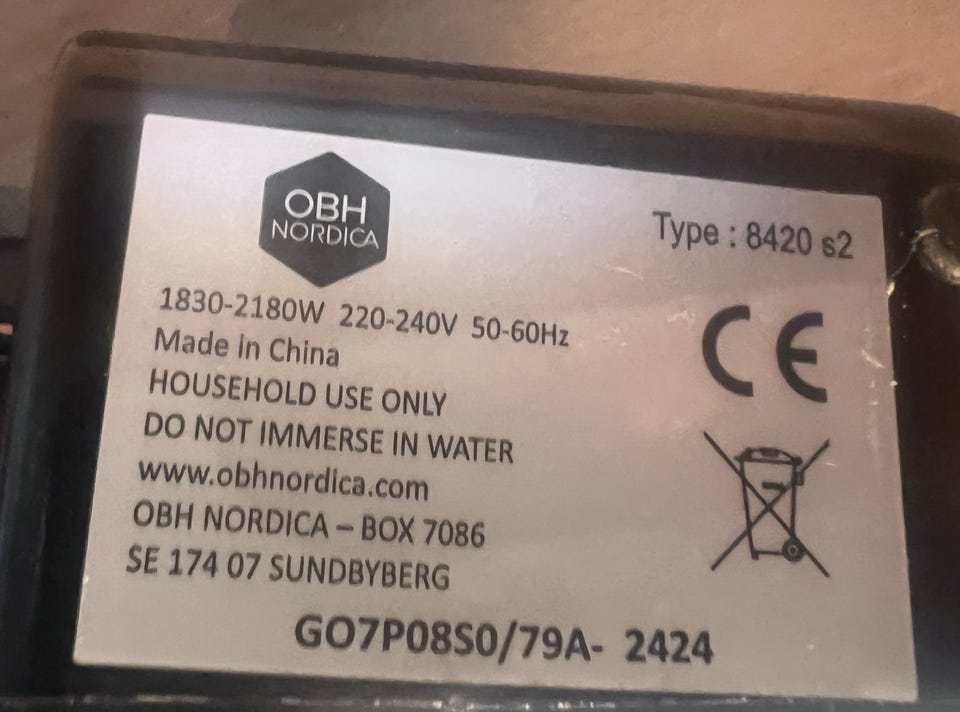 OBH
NORDICA
Type : 8420 s2
1830-2180W 220-240V 50-60Hz
Made in China
HOUSEHOLD USE ONLY
DO NOT IMMERSE IN WATER
www.obhnordica.com
OBH NORDICA – BOX 7086
SE 174 07 SUNDBYBERG
CE
GO7P08S0/79A- 2424